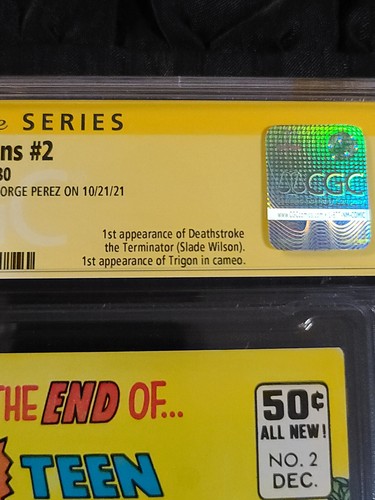 SERIES
ns #2
30
ORGE PEREZ ON 10/21/21
1st appearance of Deathstroke
the Terminator (Slade Wilson).
1st appearance of Trigon in cameo.
CGC
THE END OF...
TEEN
50¢
ALL NEW!
NO. 2
DEC.